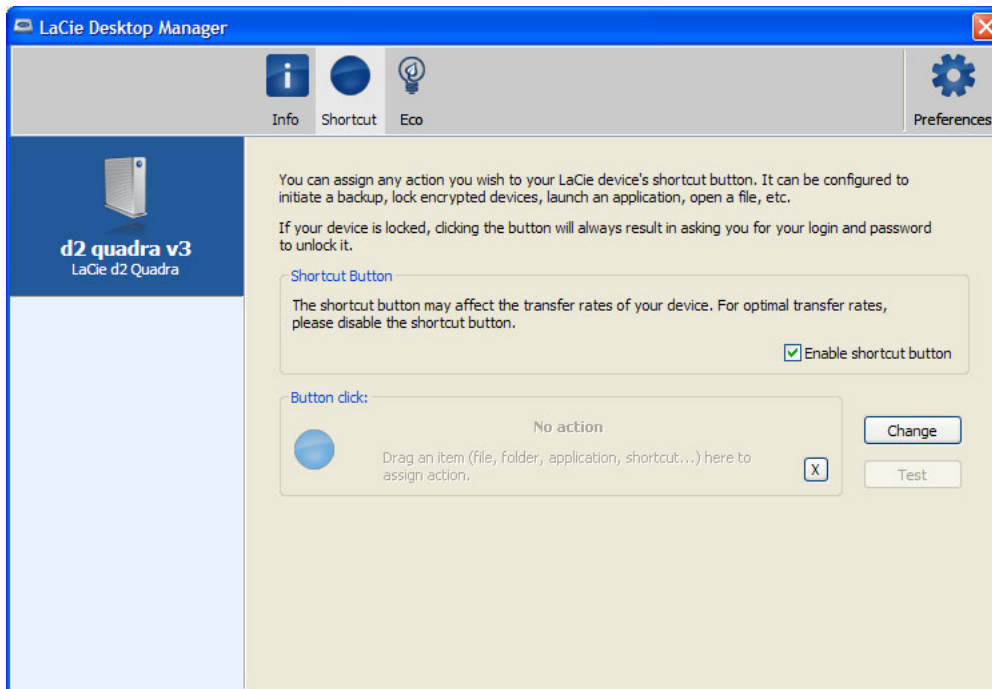 LaCie Desktop Manager
Info
Shortcut
Eco
Preferences
d2 quadra v3
LaCie d2 Quadra
You can assign any action you wish to your LaCie device's shortcut button. It can be configured to
initiate a backup, lock encrypted devices, launch an application, open a file, etc.
If your device is locked, clicking the button will always result in asking you for your login and password
to unlock it.
Shortcut Button
The shortcut button may affect the transfer rates of your device. For optimal transfer rates,
please disable the shortcut button.
Enable shortcut button
Button click:
No action
Drag an item (file, folder, application, shortcut...) here to
assign action.
X
Change
Test